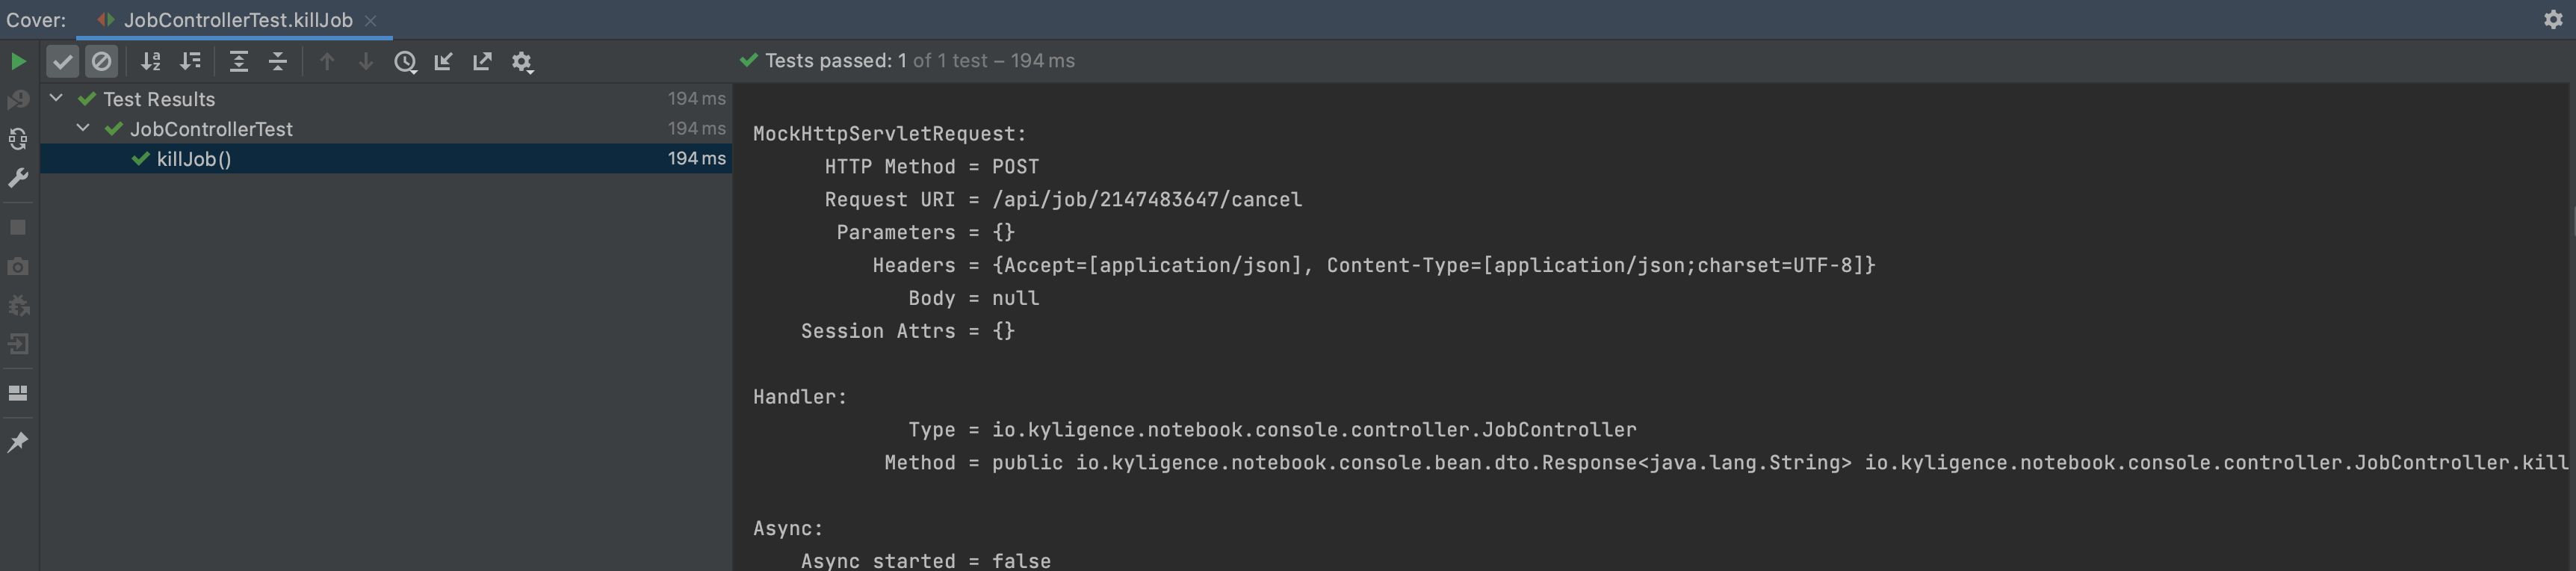 Cover: JobControllerTest.killJob
Tests passed: 1 of 1 test – 194 ms
Test Results 194 ms
JobControllerTest 194 ms
killJob() 194 ms
MockHttpServletRequest:
HTTP Method = POST
Request URI = /api/job/2147483647/cancel
Parameters = {}
Headers = {Accept=[application/json], Content-Type=[application/json;charset=UTF-8]}
Body = null
Session Attrs = {}
Handler:
Type = io.kyligence.notebook.console.controller.JobController
Method = public io.kyligence.notebook.console.bean.dto.Response<java.lang.String> io.kyligence.notebook.console.controller.JobController.kill
Async:
Async started = false